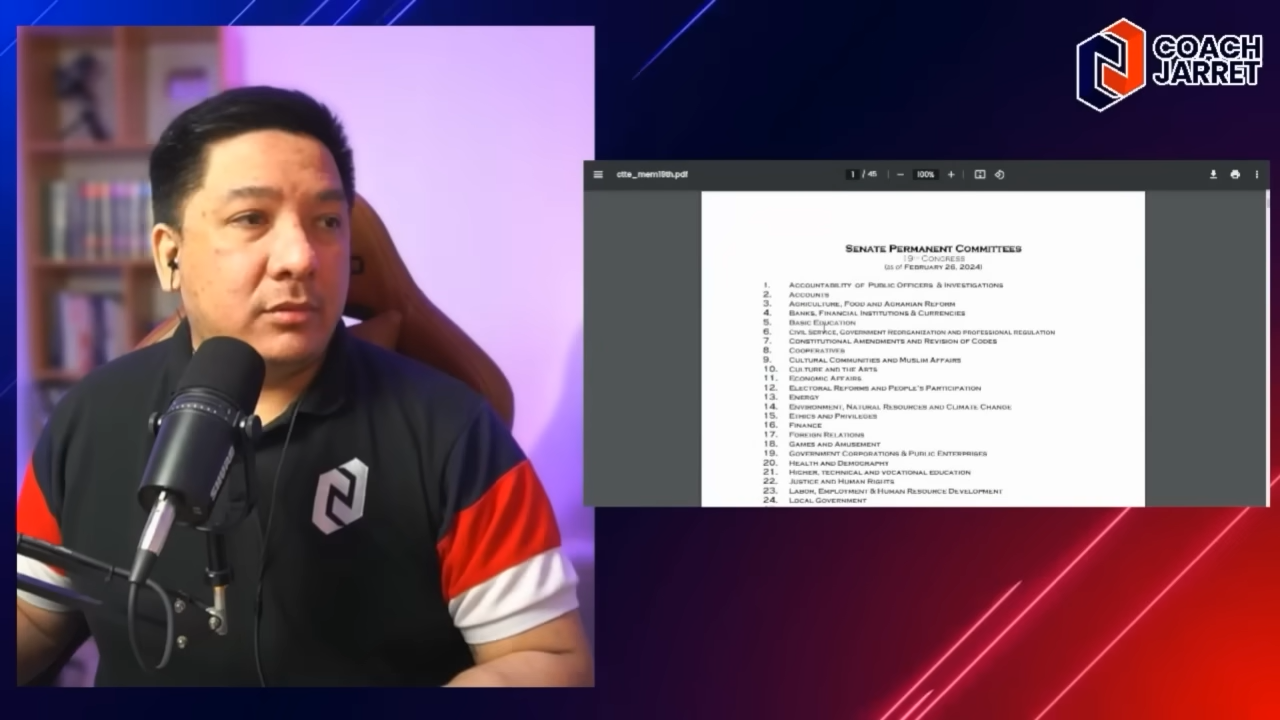 COACH
JARRET
ctte_mem19th.pdf
1 / 45
100%
SENATE PERMANENT COMMITTEES
19TH CONGRESS
(as of FEBRUARY 26, 2024)
1. ACCOUNTABILITY OF PUBLIC OFFICERS & INVESTIGATIONS
2. ACCOUNTS
3. AGRICULTURE, FOOD AND AGRARIAN REFORM
4. BANKS, FINANCIAL INSTITUTIONS & CURRENCIES
5. BASIC EDUCATION
6. CIVIL SERVICE, GOVERNMENT REORGANIZATION AND PROFESSIONAL REGULATION
7. CONSTITUTIONAL AMENDMENTS AND REVISION OF CODES
8. COOPERATIVES
9. CULTURAL COMMUNITIES AND MUSLIM AFFAIRS
10. CULTURE AND THE ARTS
11. ECONOMIC AFFAIRS
12. ELECTORAL REFORMS AND PEOPLE'S PARTICIPATION
13. ENERGY
14. ENVIRONMENT, NATURAL RESOURCES AND CLIMATE CHANGE
15. ETHICS AND PRIVILEGES
16. FINANCE
17. FOREIGN RELATIONS
18. GAMES AND AMUSEMENT
19. GOVERNMENT CORPORATIONS & PUBLIC ENTERPRISES
20. HEALTH AND DEMOGRAPHY
21. HIGHER, TECHNICAL AND VOCATIONAL EDUCATION
22. JUSTICE AND HUMAN RIGHTS
23. LABOR, EMPLOYMENT & HUMAN RESOURCE DEVELOPMENT
24. LOCAL GOVERNMENT